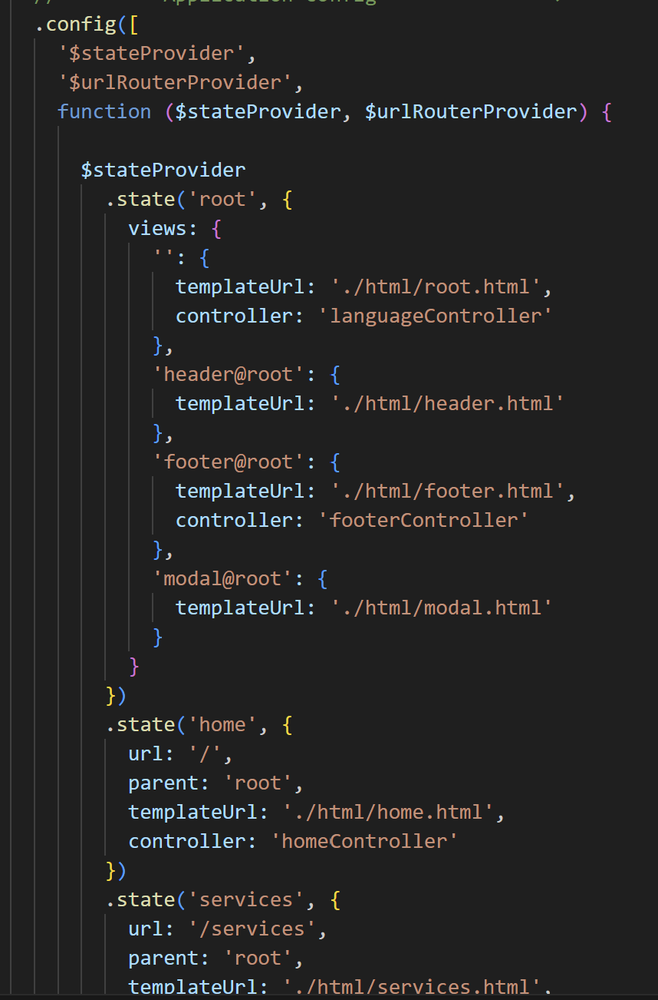 // Application config
.config([
'$stateProvider',
'$urlRouterProvider',
function ($stateProvider, $urlRouterProvider) {
$stateProvider
.state('root', {
views: {
'': {
templateUrl: './html/root.html',
controller: 'languageController'
},
'header@root': {
templateUrl: './html/header.html'
},
'footer@root': {
templateUrl: './html/footer.html',
controller: 'footerController'
},
'modal@root': {
templateUrl: './html/modal.html'
}
}
})
.state('home', {
url: '/',
parent: 'root',
templateUrl: './html/home.html',
controller: 'homeController'
})
.state('services', {
url: '/services',
parent: 'root',
templateUrl: './html/services.html',